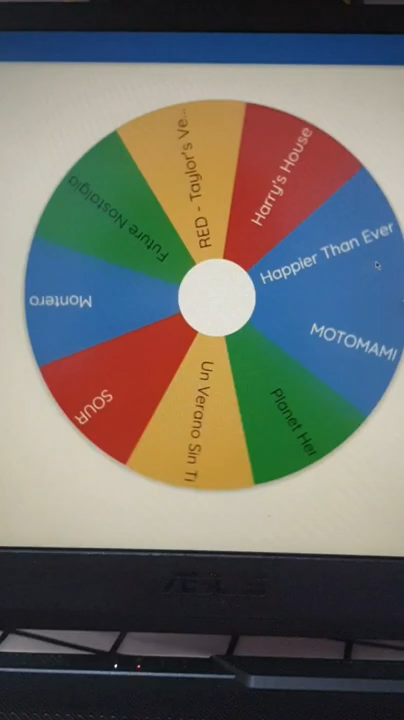 RED - Taylor's Ve...
Harry's House
Happier Than Ever
MOTOMAMI
Planet Her
Un Verano Sin Ti
SOUR
Montero
Future Nostalgia